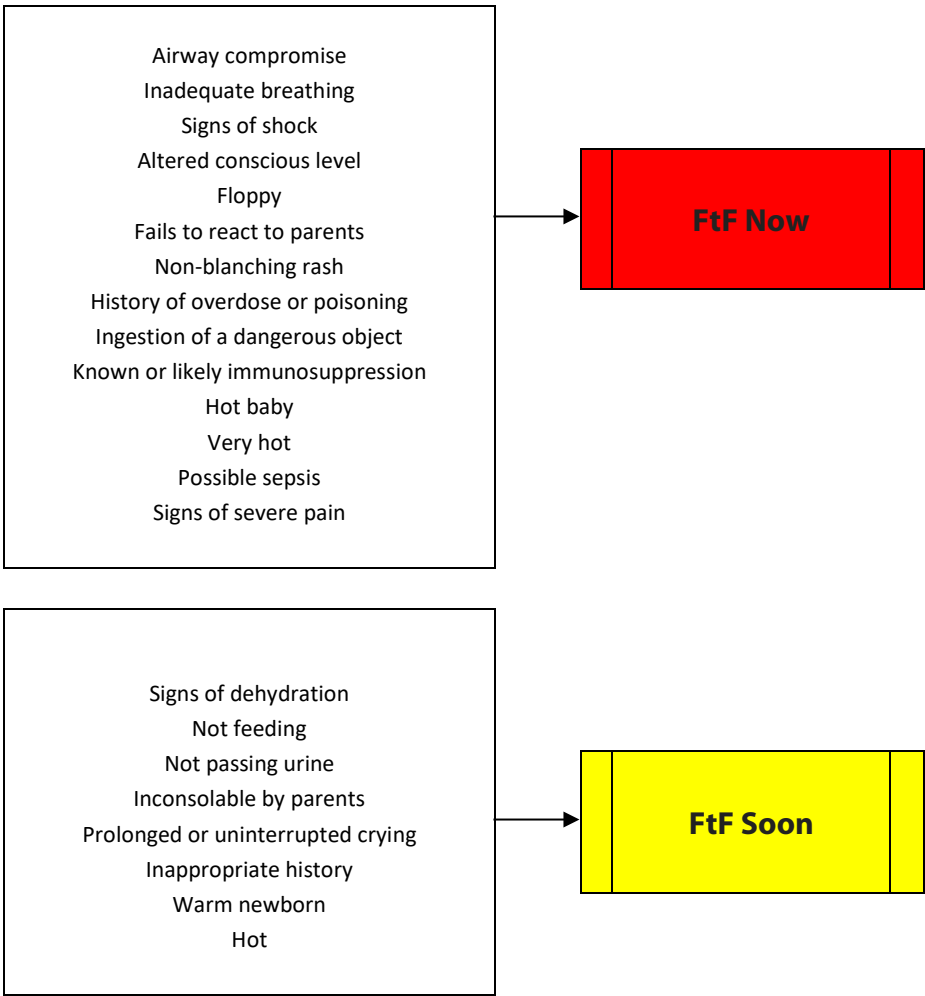 Airway compromise
Inadequate breathing
Signs of shock
Altered conscious level
Floppy
Fails to react to parents
Non-blanching rash
History of overdose or poisoning
Ingestion of a dangerous object
Known or likely immunosuppression
Hot baby
Very hot
Possible sepsis
Signs of severe pain
FtF Now
Signs of dehydration
Not feeding
Not passing urine
Inconsolable by parents
Prolonged or uninterrupted crying
Inappropriate history
Warm newborn
Hot
FtF Soon